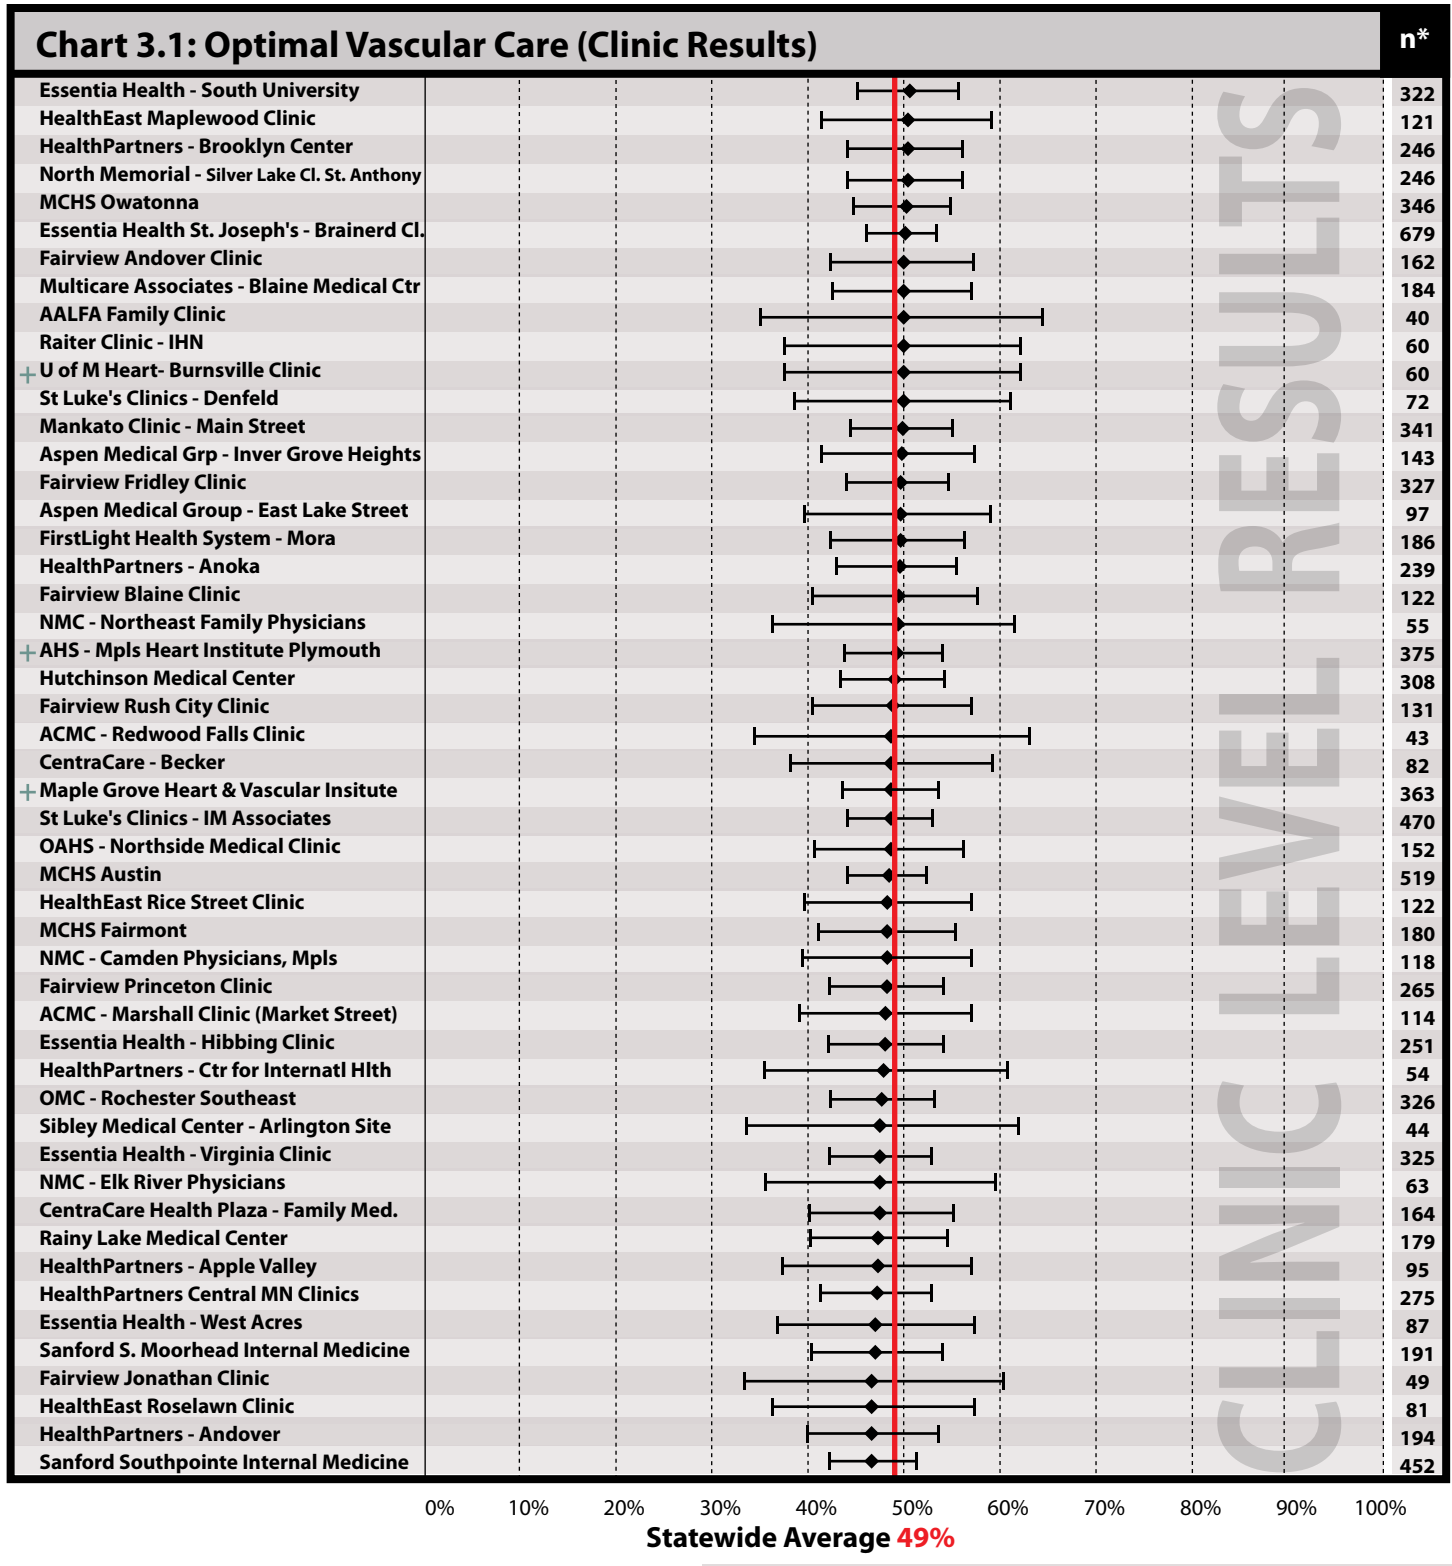 Chart 3.1: Optimal Vascular Care (Clinic Results) n*
Essentia Health - South University 322
HealthEast Maplewood Clinic 121
HealthPartners - Brooklyn Center 246
North Memorial - Silver Lake Cl. St. Anthony 246
MCHS Owatonna 346
Essentia Health St. Joseph's - Brainerd Cl. 679
Fairview Andover Clinic 162
Multicare Associates - Blaine Medical Ctr 184
AALFA Family Clinic 40
Raiter Clinic - IHN 60
+ U of M Heart- Burnsville Clinic 60
St Luke's Clinics - Denfeld 72
Mankato Clinic - Main Street 341
Aspen Medical Grp - Inver Grove Heights 143
Fairview Fridley Clinic 327
Aspen Medical Group - East Lake Street 97
FirstLight Health System - Mora 186
HealthPartners - Anoka 239
Fairview Blaine Clinic 122
NMC - Northeast Family Physicians 55
+ AHS - Mpls Heart Institute Plymouth 375
Hutchinson Medical Center 308
Fairview Rush City Clinic 131
ACMC - Redwood Falls Clinic 43
CentraCare - Becker 82
+ Maple Grove Heart & Vascular Insitute 363
St Luke's Clinics - IM Associates 470
OAHS - Northside Medical Clinic 152
MCHS Austin 519
HealthEast Rice Street Clinic 122
MCHS Fairmont 180
NMC - Camden Physicians, Mpls 118
Fairview Princeton Clinic 265
ACMC - Marshall Clinic (Market Street) 114
Essentia Health - Hibbing Clinic 251
HealthPartners - Ctr for Internatl Hlth 54
OMC - Rochester Southeast 326
Sibley Medical Center - Arlington Site 44
Essentia Health - Virginia Clinic 325
NMC - Elk River Physicians 63
CentraCare Health Plaza - Family Med. 164
Rainy Lake Medical Center 179
HealthPartners - Apple Valley 95
HealthPartners Central MN Clinics 275
Essentia Health - West Acres 87
Sanford S. Moorhead Internal Medicine 191
Fairview Jonathan Clinic 49
HealthEast Roselawn Clinic 81
HealthPartners - Andover 194
Sanford Southpointe Internal Medicine 452
CLINIC LEVEL RESULTS
0% 10% 20% 30% 40% 50% 60% 70% 80% 90% 100%
Statewide Average 49%